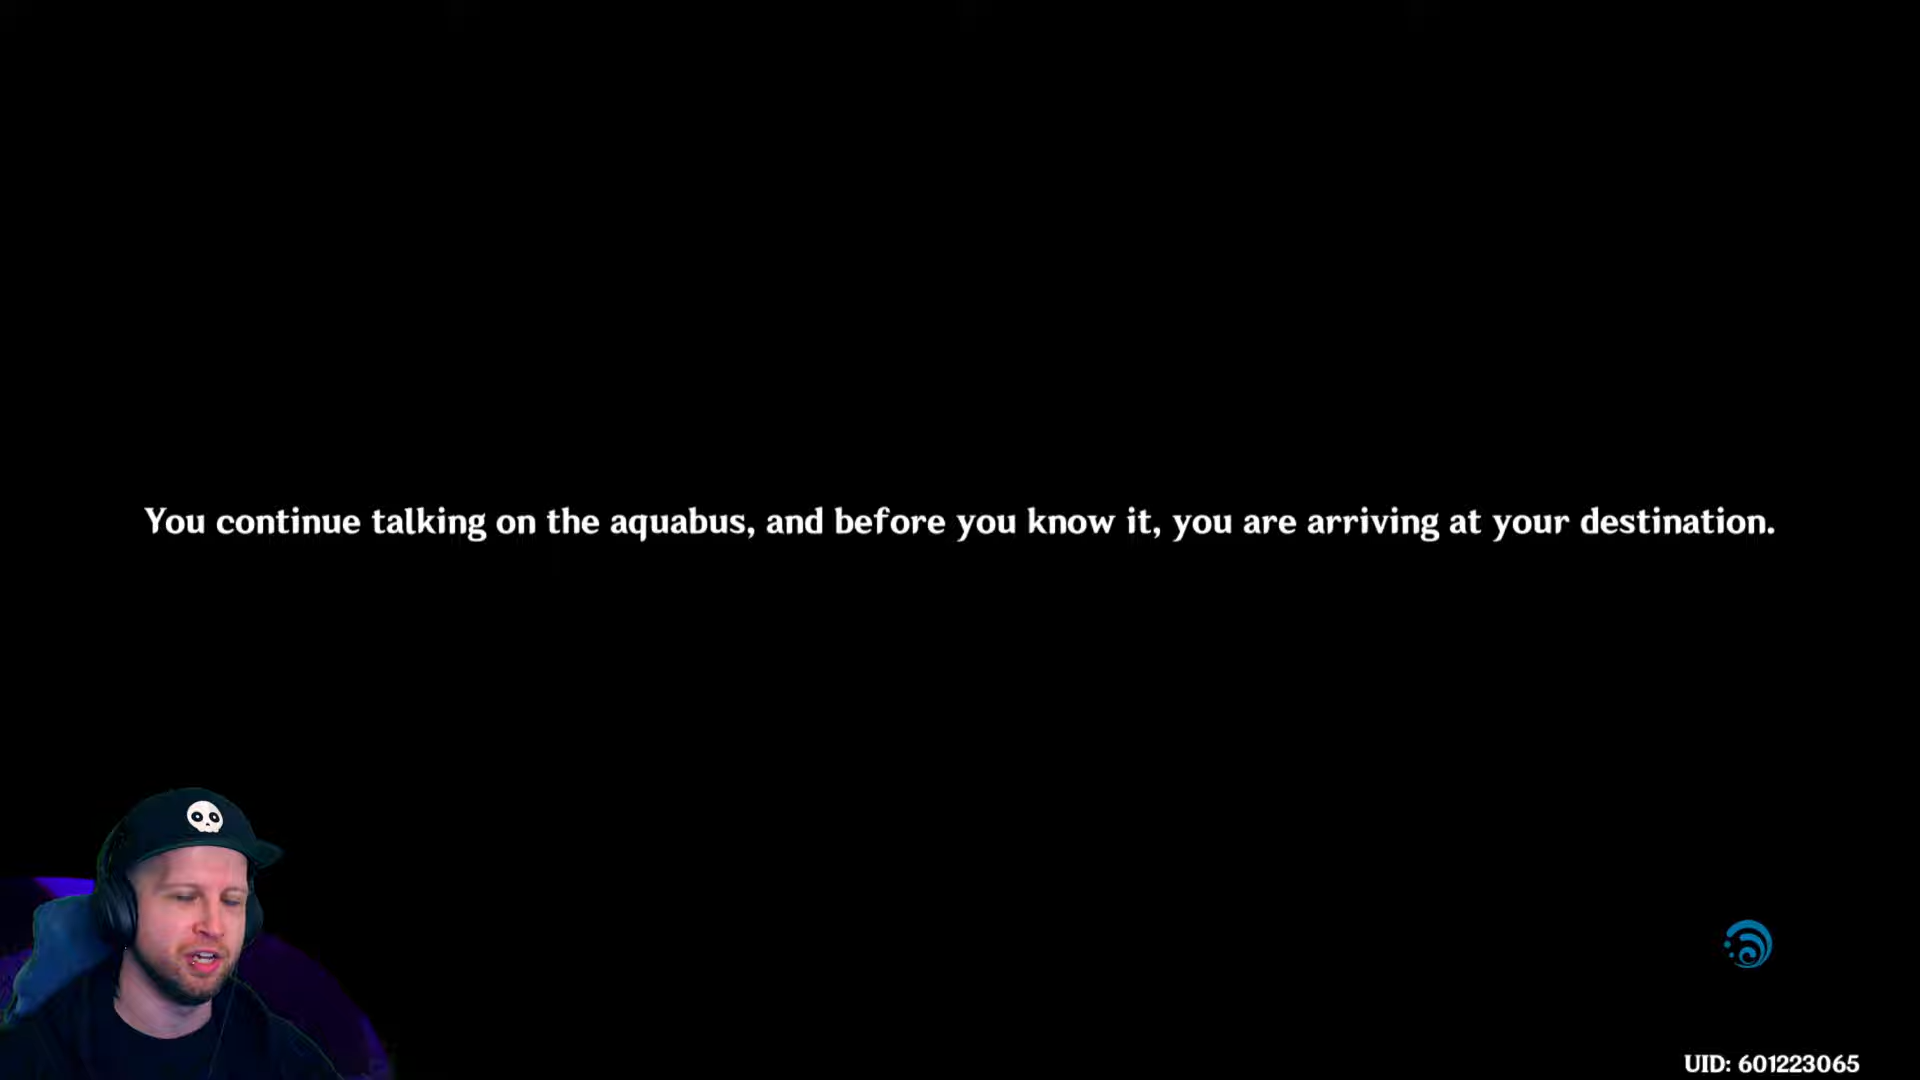 You continue talking on the aquabus, and before you know it, you are arriving at your destination.
UID: 601223065